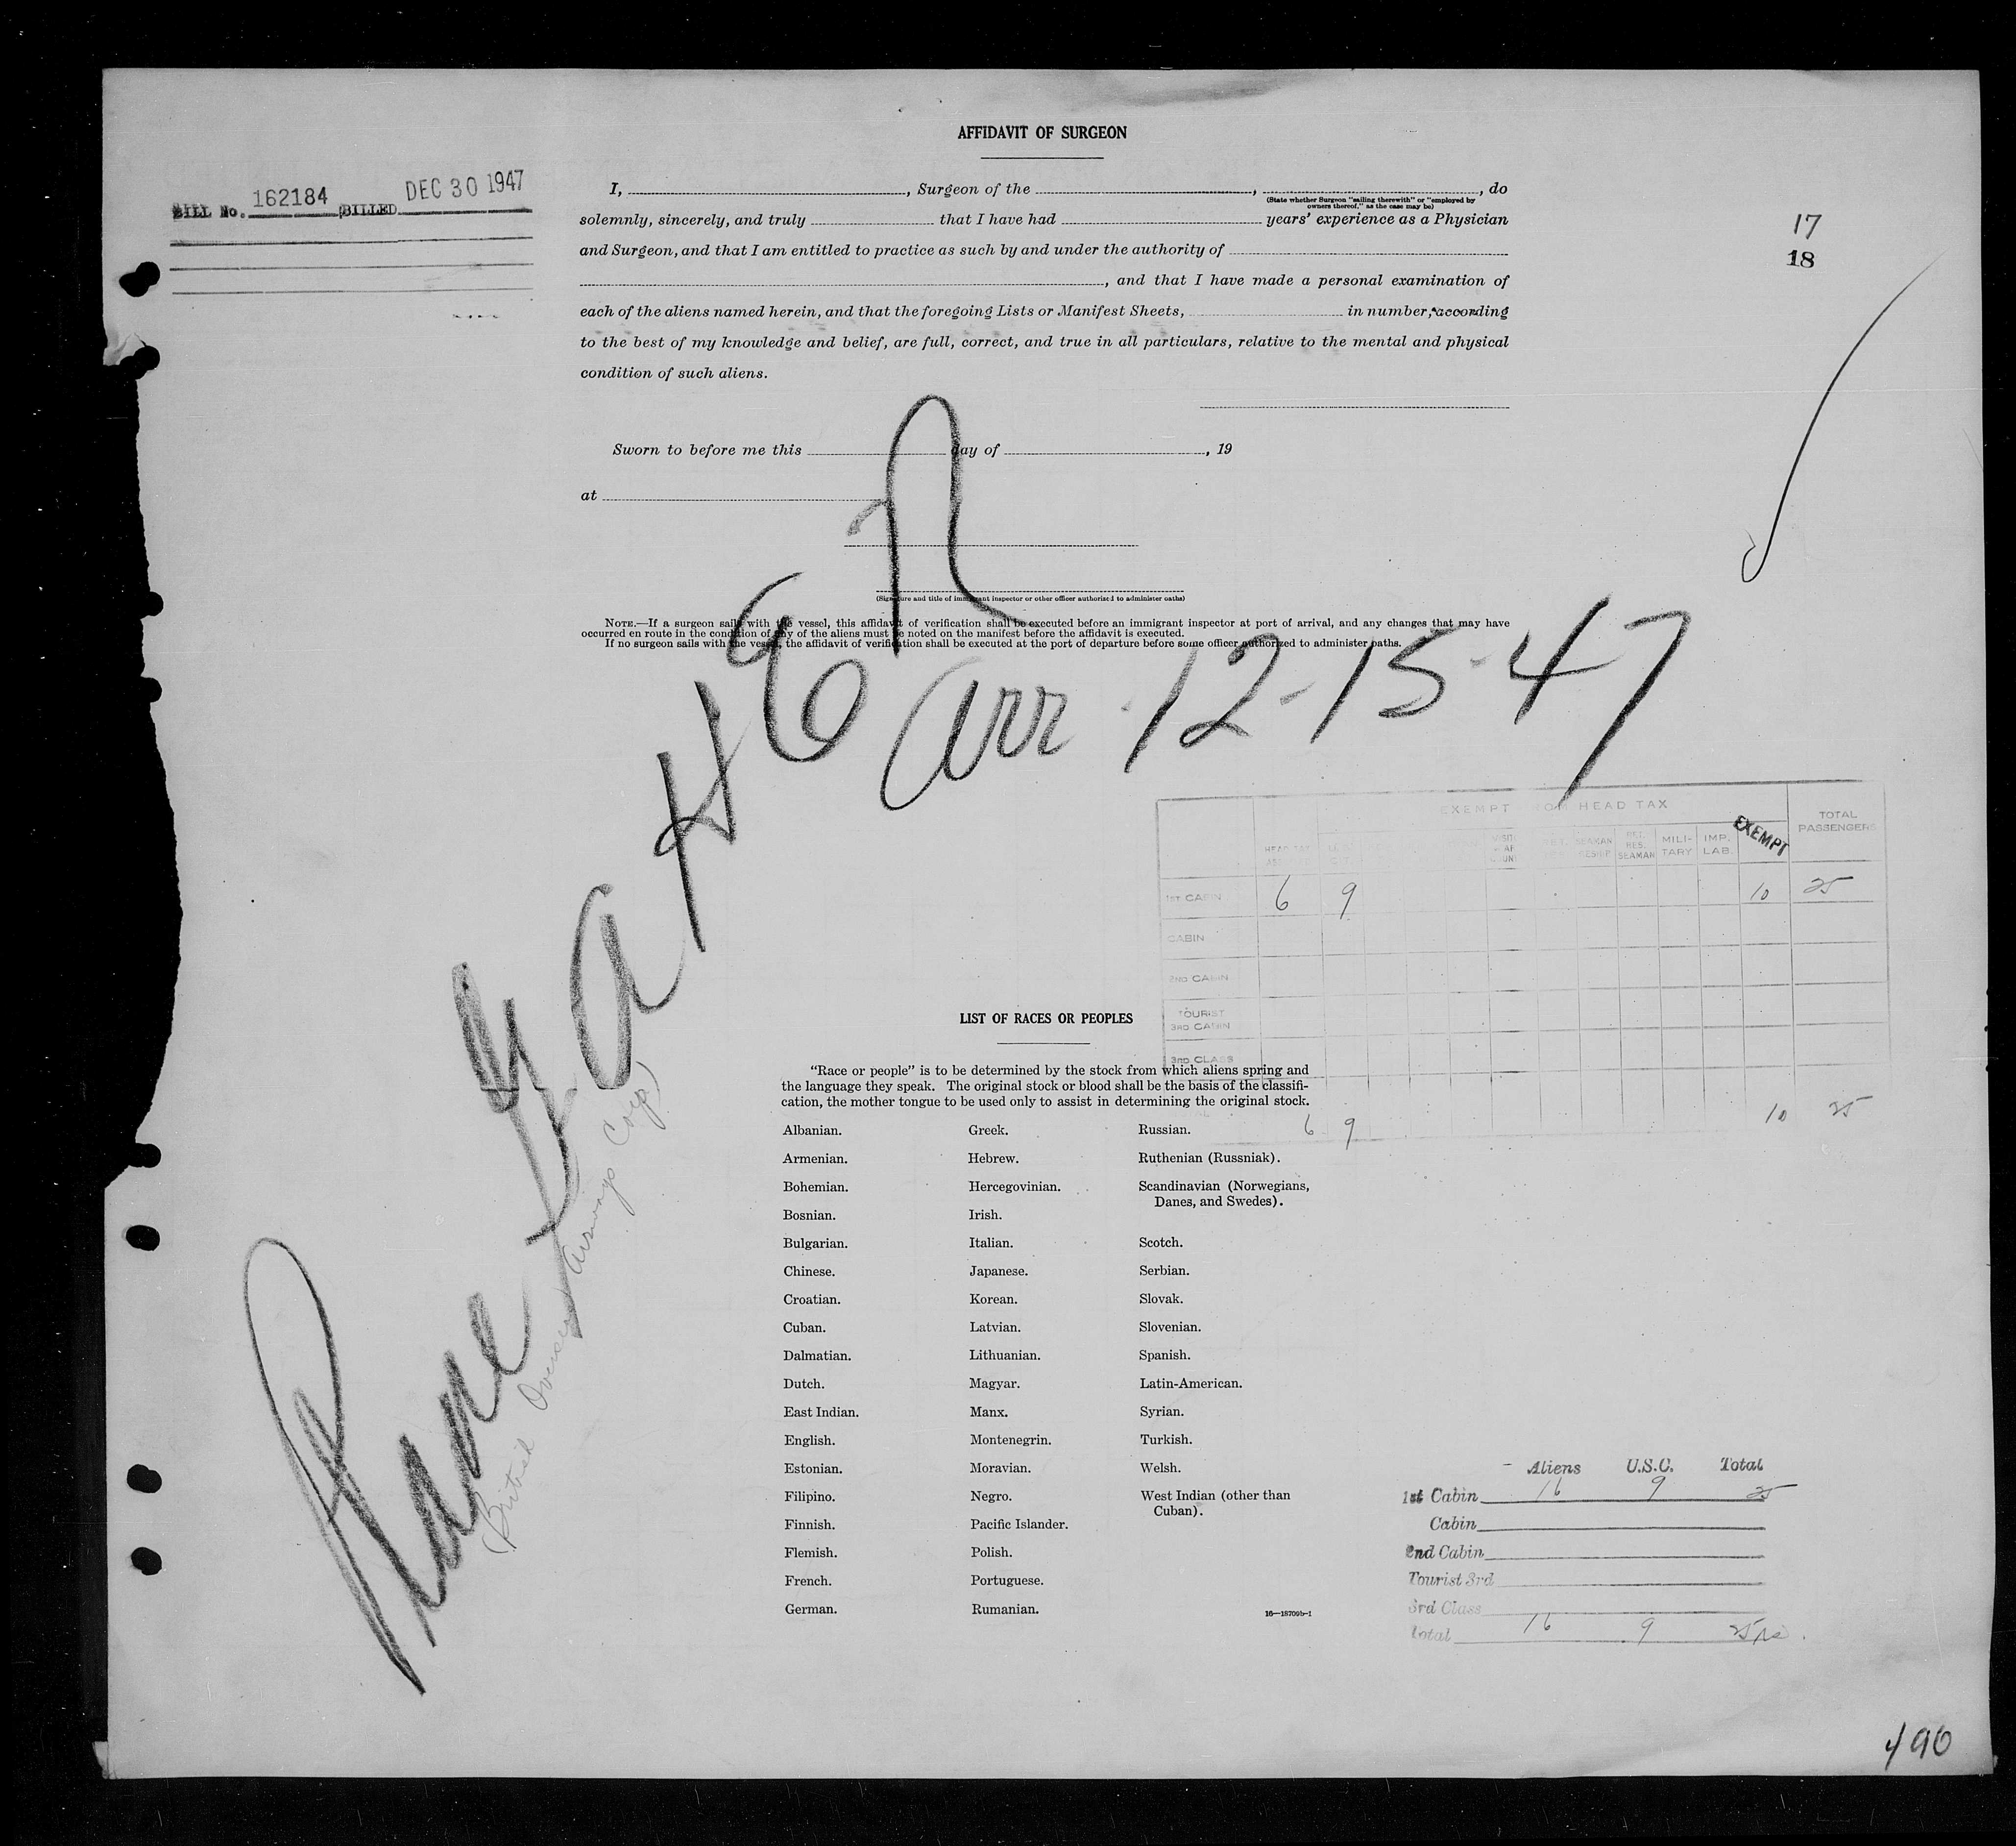 AFFIDAVIT OF SURGEON
BILL No. 162184 BILLED DEC 30 1947
I, , Surgeon of the , , do
(State whether Surgeon "sailing therewith" or "employed by
owners thereof," as the case may be)
solemnly, sincerely, and truly that I have had years' experience as a Physician
and Surgeon, and that I am entitled to practice as such by and under the authority of
, and that I have made a personal examination of
each of the aliens named herein, and that the foregoing Lists or Manifest Sheets, in number, according
to the best of my knowledge and belief, are full, correct, and true in all particulars, relative to the mental and physical
condition of such aliens.
17
18
Sworn to before me this day of , 19
at
(Signature and title of immigrant inspector or other officer authorized to administer oaths)
NOTE.—If a surgeon sails with the vessel, this affidavit of verification shall be executed before an immigrant inspector at port of arrival, and any changes that may have
occurred en route in the condition of any of the aliens must be noted on the manifest before the affidavit is executed.
If no surgeon sails with the vessel, the affidavit of verification shall be executed at the port of departure before some officer authorized to administer oaths.
Plane G-AHEN
(British Overseas Airways Corp)
Arr 12-15-47
EXEMPT FROM HEAD TAX
TOTAL
PASSENGERS
HEAD TAX
RET.
RES.
SEAMAN
MILI-
TARY
IMP.
LAB.
EXEMPT
1ST CABIN 6 9 10 25
CABIN
2ND CABIN
TOURIST
3RD CABIN
3RD CLASS
6 9 10 25
LIST OF RACES OR PEOPLES
"Race or people" is to be determined by the stock from which aliens spring and
the language they speak. The original stock or blood shall be the basis of the classifi-
cation, the mother tongue to be used only to assist in determining the original stock.
Albanian.
Armenian.
Bohemian.
Bosnian.
Bulgarian.
Chinese.
Croatian.
Cuban.
Dalmatian.
Dutch.
East Indian.
English.
Estonian.
Filipino.
Finnish.
Flemish.
French.
German.
Greek.
Hebrew.
Hercegovinian.
Irish.
Italian.
Japanese.
Korean.
Latvian.
Lithuanian.
Magyar.
Manx.
Montenegrin.
Moravian.
Negro.
Pacific Islander.
Polish.
Portuguese.
Rumanian.
Russian.
Ruthenian (Russniak).
Scandinavian (Norwegians,
Danes, and Swedes).
Scotch.
Serbian.
Slovak.
Slovenian.
Spanish.
Latin-American.
Syrian.
Turkish.
Welsh.
West Indian (other than
Cuban).
16—18709b-1
Aliens U.S.C. Total
1st Cabin 16 9 25
Cabin
2nd Cabin
Tourist 3rd
3rd Class
Total 16 9 25
490